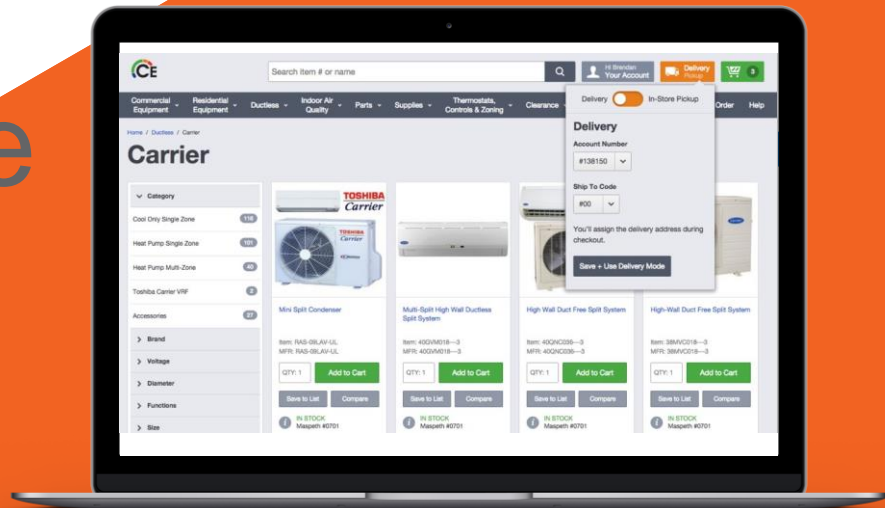 e
CE
Search item # or name
Hi Brendan
Your Account
Delivery
Pickup
3
Commercial Equipment
Residential Equipment
Ductless
Indoor Air Quality
Parts
Supplies
Thermostats, Controls & Zoning
Clearance
Order
Help
Delivery
In-Store Pickup
Home / Ductless / Carrier
Carrier
Delivery
Account Number
#138150
Ship To Code
#00
You'll assign the delivery address during
checkout.
Save + Use Delivery Mode
Category
Cool Only Single Zone
116
Heat Pump Single Zone
101
Heat Pump Multi-Zone
40
Toshiba Carrier VRF
2
Accessories
27
Brand
Voltage
Diameter
Functions
Size
TOSHIBA
Carrier
TOSHIBA
Carrier
Mini Split Condenser
Item: RAS-09LAV-UL
MFR: RAS-09LAV-UL
QTY: 1
Add to Cart
Save to List
Compare
IN STOCK
Maspeth #0701
Multi-Split High Wall Ductless
Split System
Item: 40GVM018---3
MFR: 40GVM018---3
QTY: 1
Add to Cart
Save to List
Compare
IN STOCK
Maspeth #0701
High Wall Duct Free Split System
Item: 40QNC036---3
MFR: 40QNC036---3
QTY: 1
Add to Cart
Save to List
Compare
IN STOCK
Maspeth #0701
High-Wall Duct Free Split System
Item: 38MVC018---3
MFR: 38MVC018---3
QTY: 1
Add to Cart
Save to List
Compare
IN STOCK
Maspeth #0701